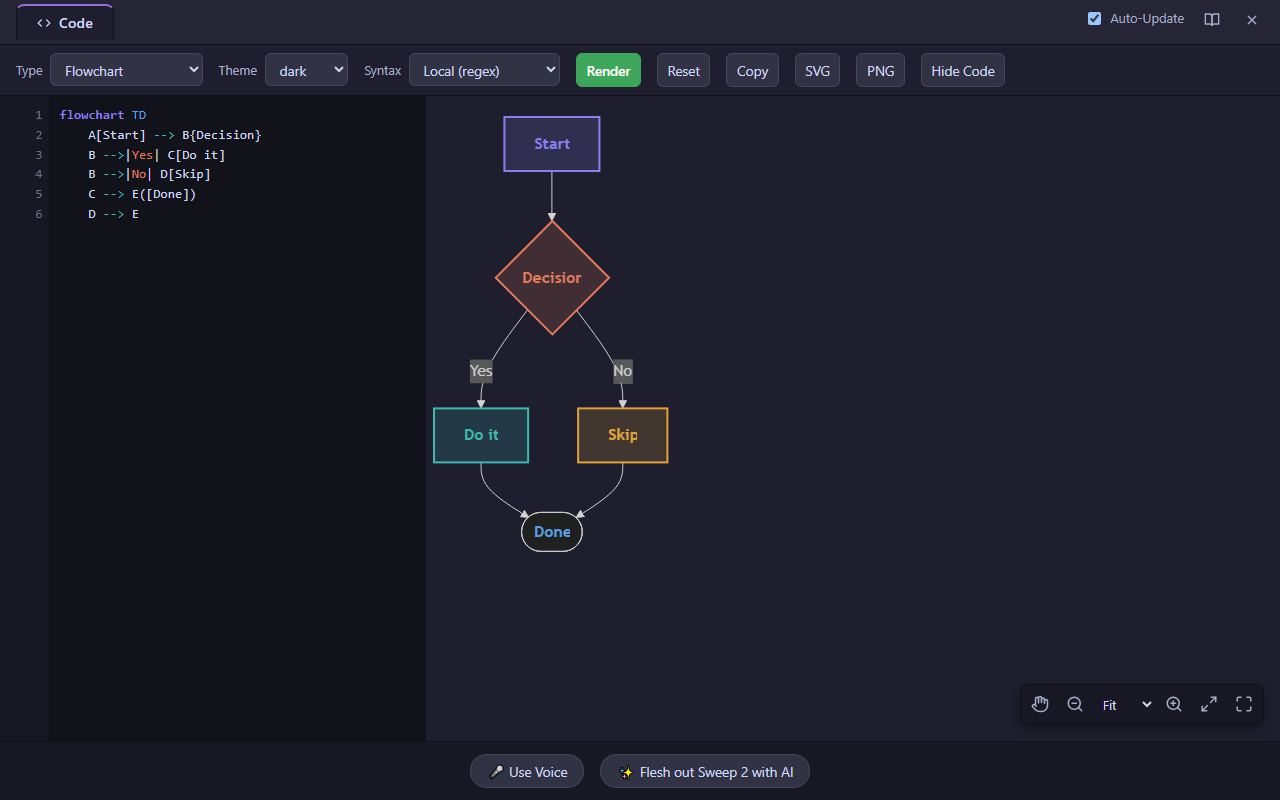 Code
Auto-Update
Type Flowchart Theme dark Syntax Local (regex) Render Reset Copy SVG PNG Hide Code
1 flowchart TD
2 A[Start] --> B{Decision}
3 B -->|Yes| C[Do it]
4 B -->|No| D[Skip]
5 C --> E([Done])
6 D --> E
Start
Decisior
Yes No
Do it Skip
Done
Fit
Use Voice Flesh out Sweep 2 with AI